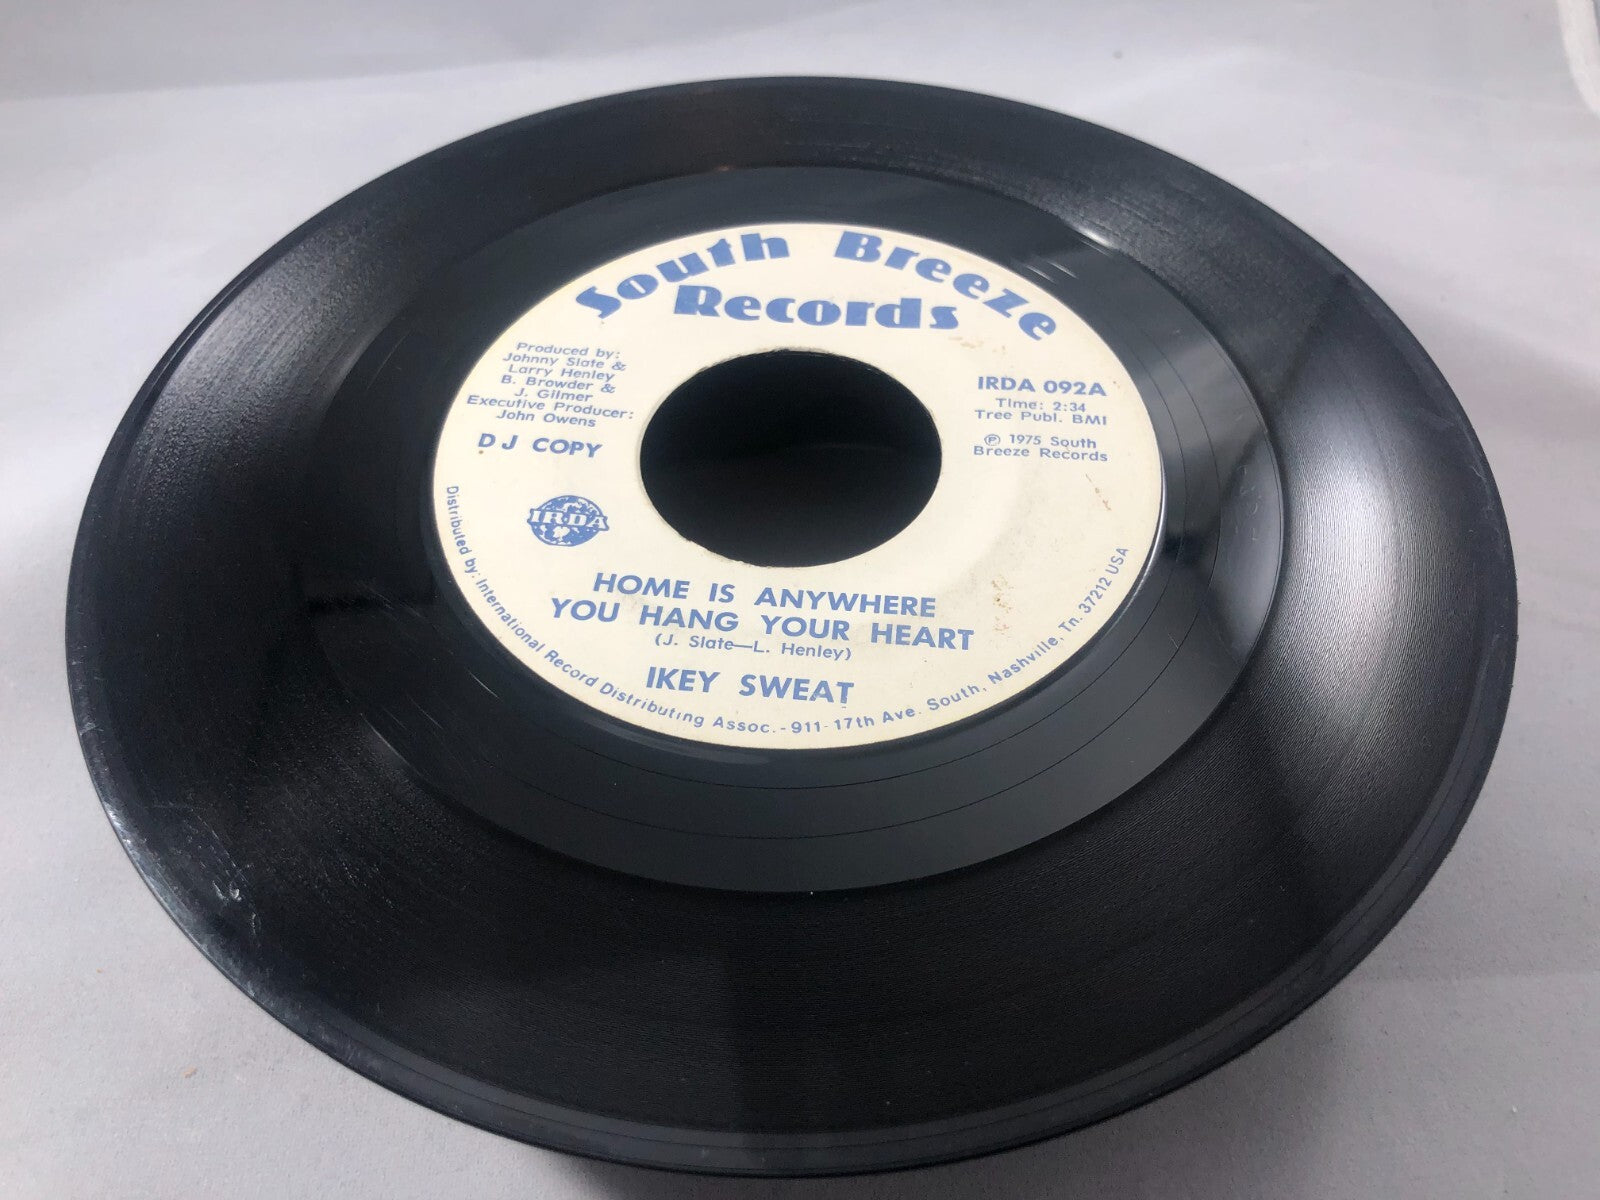 South Breeze
Records
Produced by:
Johnny Slate &
Larry Henley
B. Browder &
J. Gilmer
Executive Producer:
John Owens
DJ COPY
IRDA 092A
Time: 2:34
Tree Publ. BMI
℗ 1975 South
Breeze Records
IRDA
HOME IS ANYWHERE
YOU HANG YOUR HEART
(J. Slate—L. Henley)
IKEY SWEAT
Distributed by: International Record Distributing Assoc. - 911- 17th Ave. South, Nashville, Tn. 37212 USA